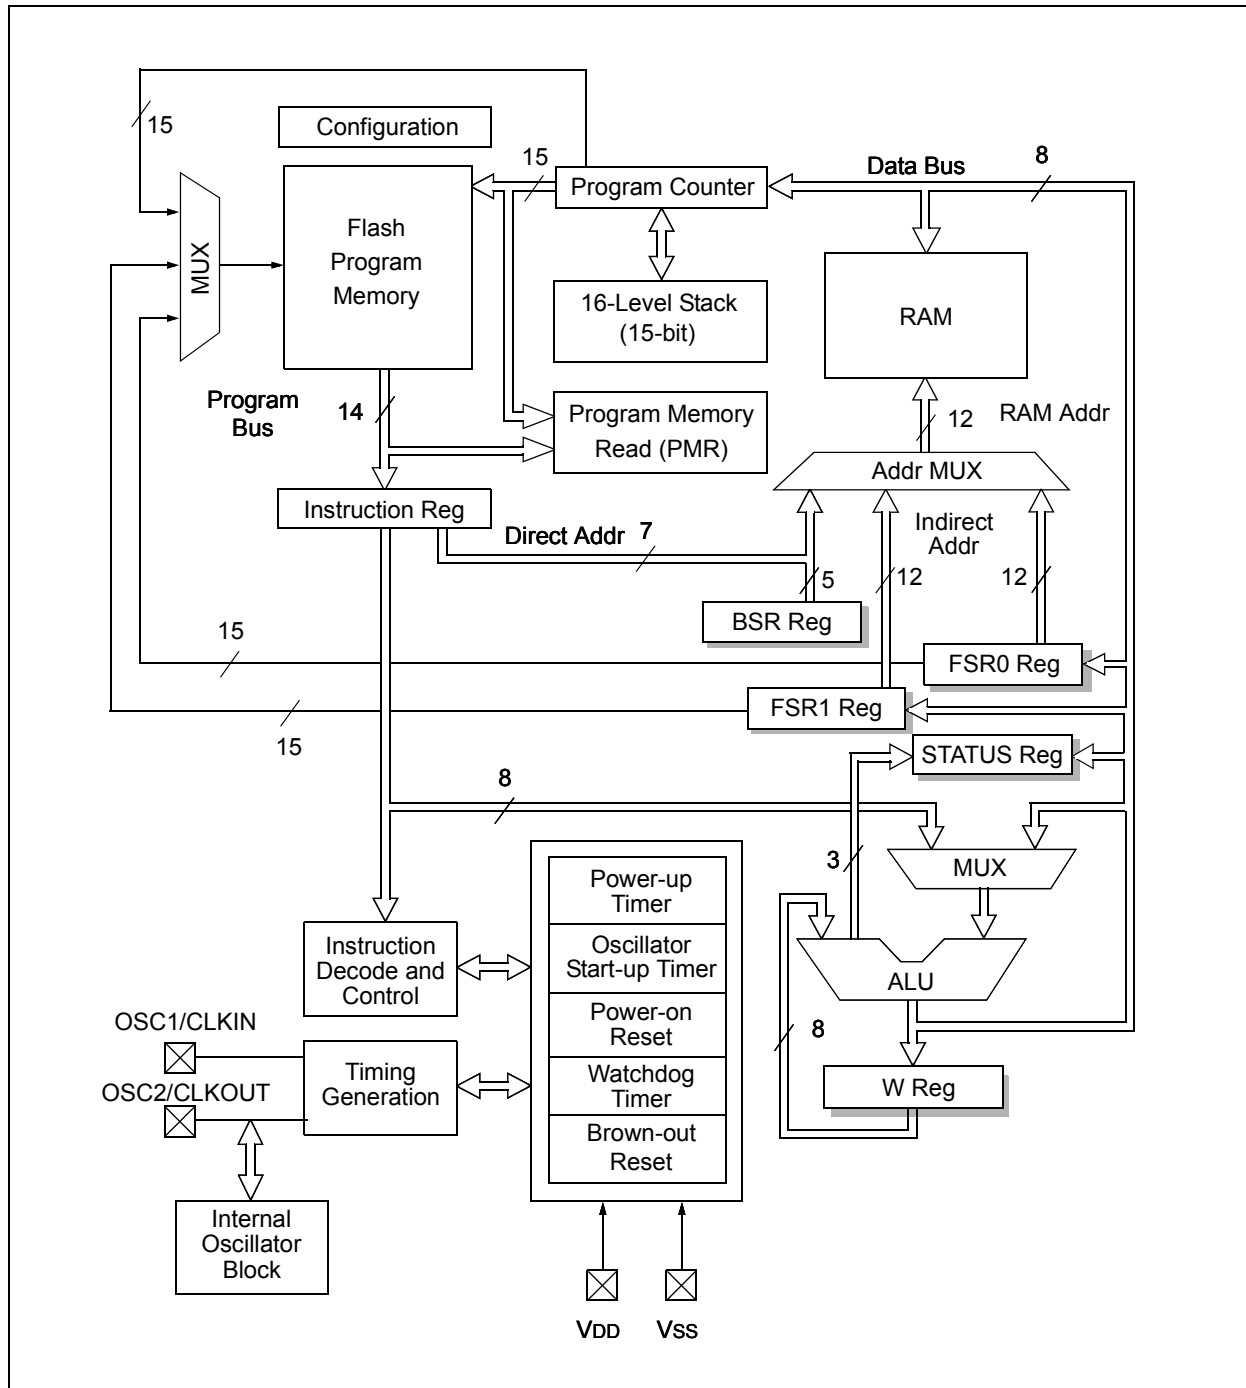 15
Configuration
15
Program Counter
Data Bus
8
MUX
Flash
Program
Memory
16-Level Stack
(15-bit)
RAM
Program
Bus
14
Program Memory
Read (PMR)
12
RAM Addr
Addr MUX
Instruction Reg
Direct Addr
7
Indirect
Addr
5
12
12
BSR Reg
15
FSR0 Reg
15
FSR1 Reg
STATUS Reg
8
3
MUX
Power-up
Timer
Oscillator
Start-up Timer
Power-on
Reset
Watchdog
Timer
Brown-out
Reset
Instruction
Decode and
Control
ALU
8
W Reg
OSC1/CLKIN
OSC2/CLKOUT
Timing
Generation
Internal
Oscillator
Block
VDD
VSS